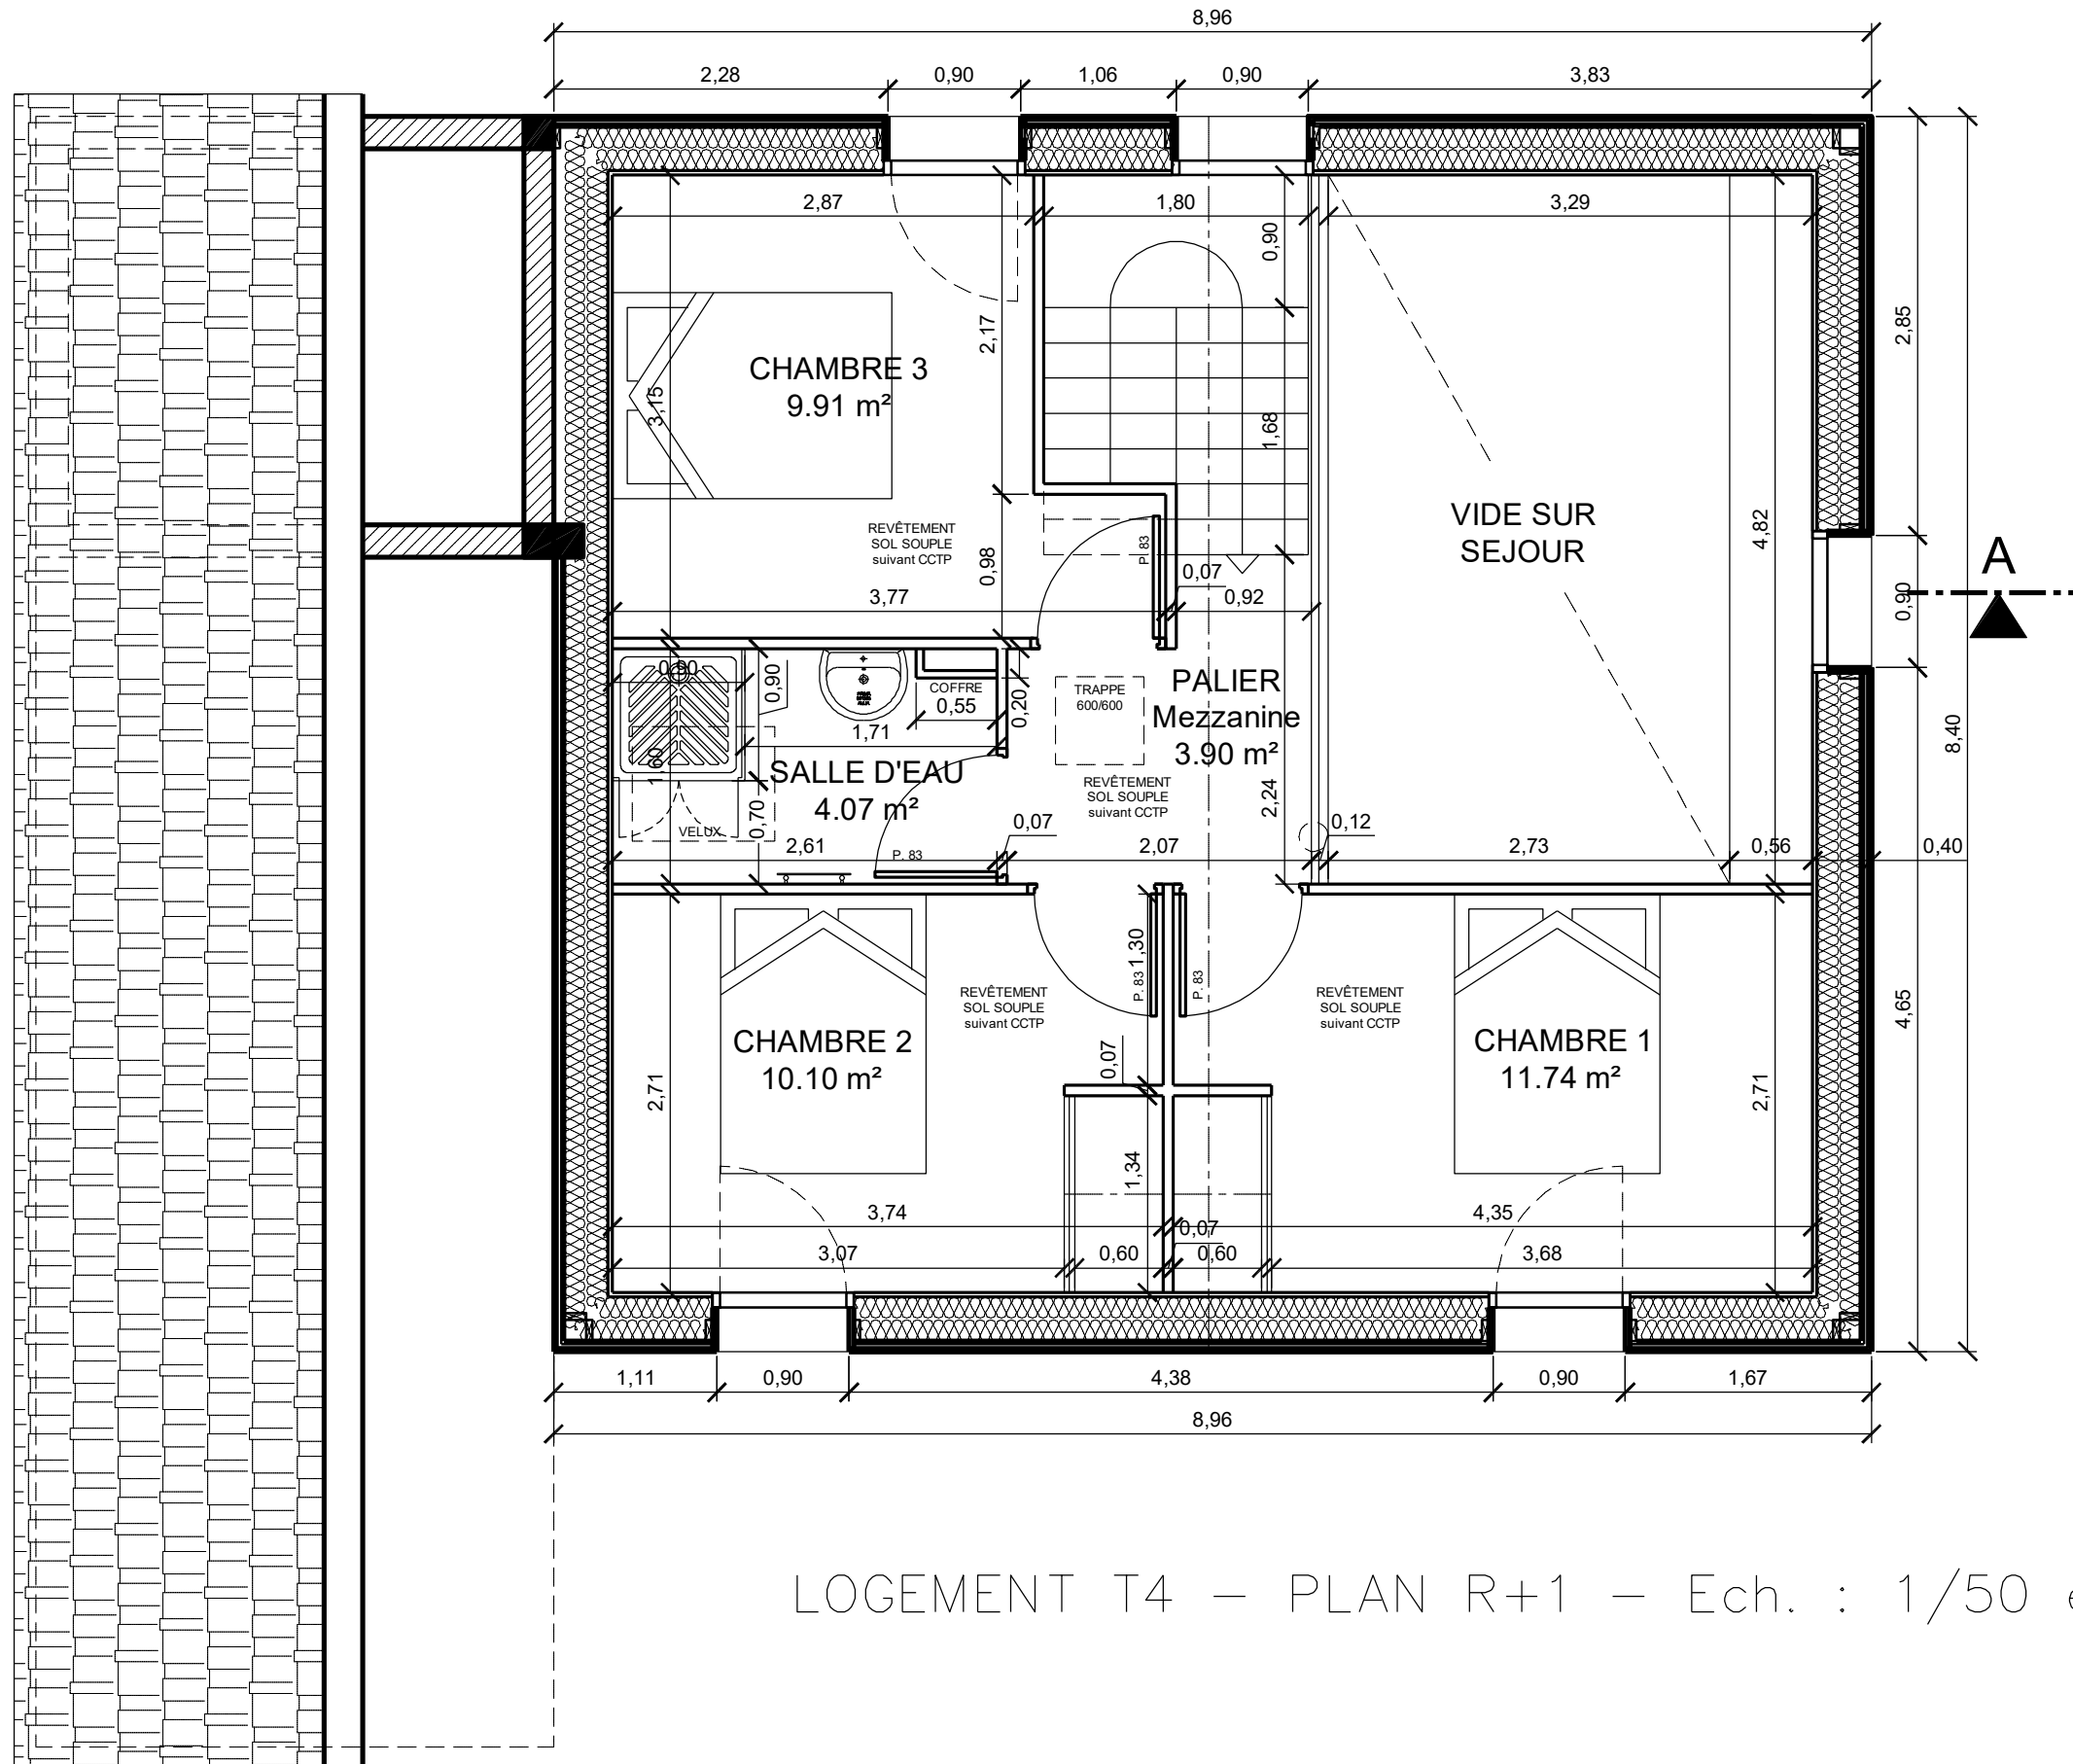 8,96
2,28
0,90
1,06
0,90
3,83
2,87
1,80
3,29
0,90
2,17
2,85
CHAMBRE 3
9.91 m²
3,15
1,68
VIDE SUR
SEJOUR
4,82
REVÊTEMENT
SOL SOUPLE
suivant CCTP
P. 83
0,98
0,07
3,77
0,92
A
0,90
0,90
0,90
COFFRE
0,55
0,20
TRAPPE
600/600
PALIER
Mezzanine
3.90 m²
8,40
1,71
1,60
SALLE D'EAU
4.07 m²
REVÊTEMENT
SOL SOUPLE
suivant CCTP
2,24
0,70
VELUX
0,07
0,12
2,61
P. 83
2,07
2,73
0,56
0,40
1,30
P. 83
P. 83
REVÊTEMENT
SOL SOUPLE
suivant CCTP
REVÊTEMENT
SOL SOUPLE
suivant CCTP
4,65
CHAMBRE 2
10.10 m²
CHAMBRE 1
11.74 m²
0,07
2,71
2,71
1,34
3,74
0,07
4,35
3,07
0,60
0,60
3,68
1,11
0,90
4,38
0,90
1,67
8,96
LOGEMENT T4 - PLAN R+1 - Ech. : 1/50 e